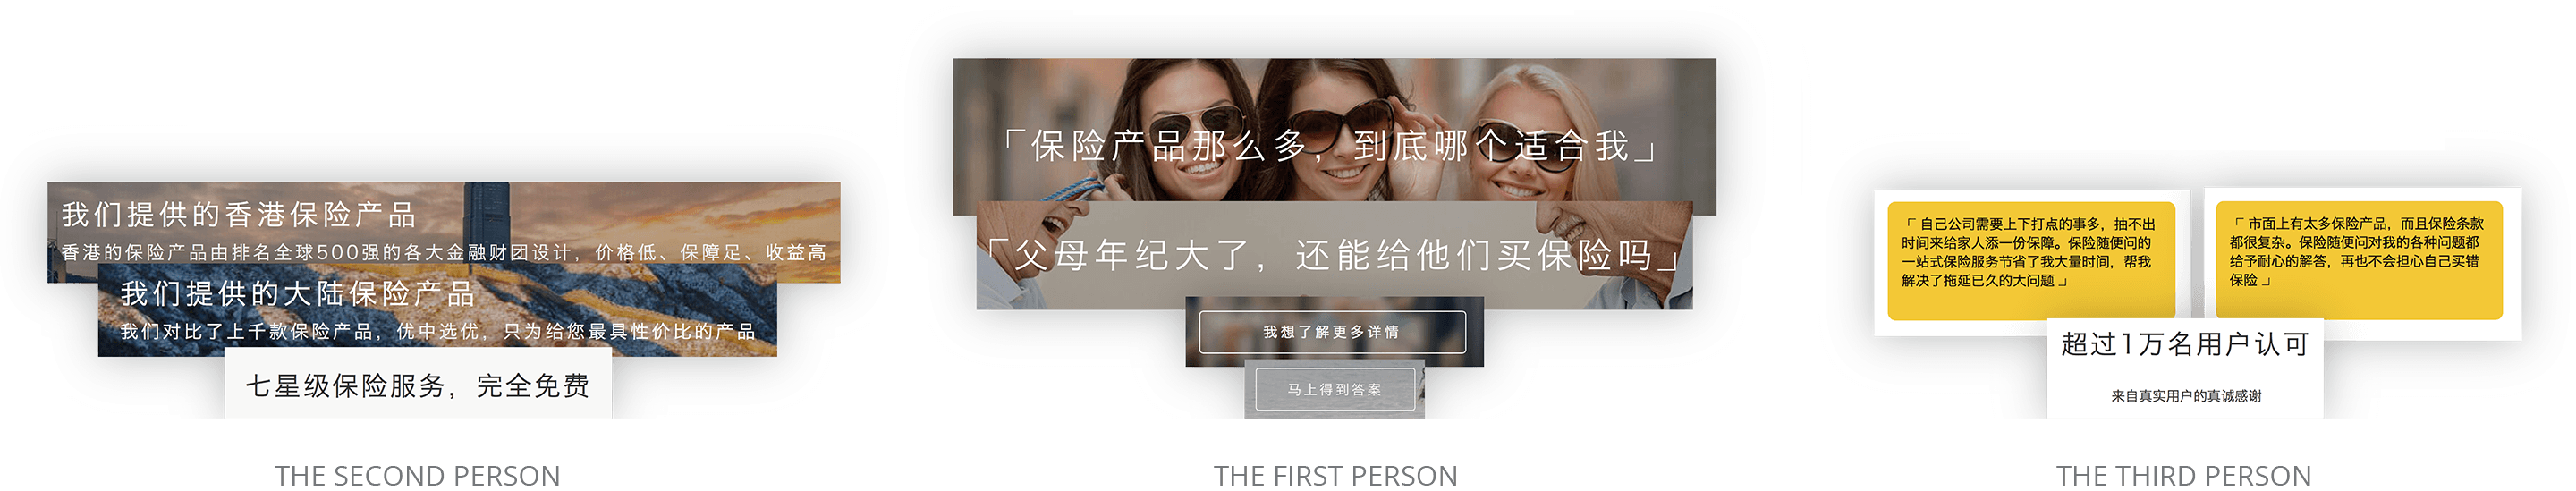 我们提供的香港保险产品
香港的保险产品由排名全球500强的各大金融财团设计，价格低、保障足、收益高
我们提供的大陆保险产品
我们对比了上千款保险产品，优中选优，只为给您最具性价比的产品
七星级保险服务，完全免费
THE SECOND PERSON
「保险产品那么多，到底哪个适合我」
「父母年纪大了，还能给他们买保险吗」
我想了解更多详情
马上得到答案
THE FIRST PERSON
「 自己公司需要上下打点的事多，抽不出
时间来给家人添一份保障。保险随便问的
一站式保险服务节省了我大量时间，帮我
解决了拖延已久的大问题 」
「 市面上有太多保险产品，而且保险条款
都很复杂。保险随便问对我的各种问题都
给予耐心的解答，再也不会担心自己买错
保险 」
超过1万名用户认可
来自真实用户的真诚感谢
THE THIRD PERSON